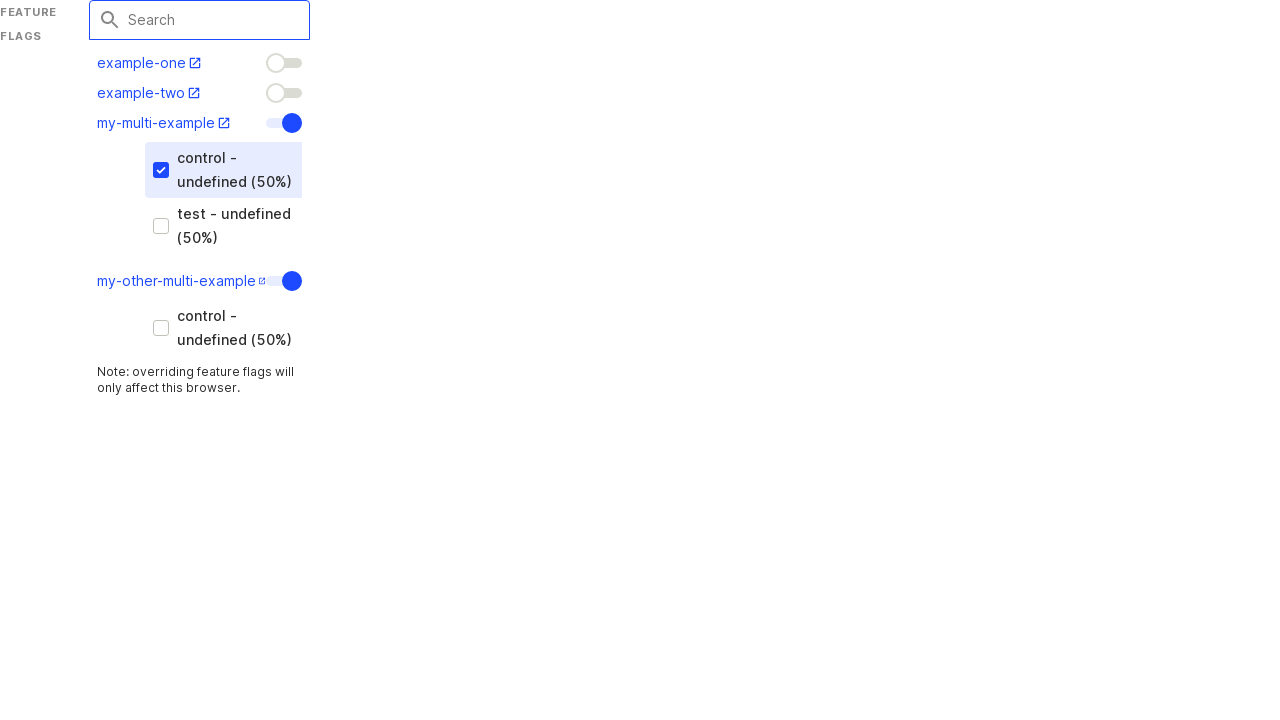 FEATURE
FLAGS
Search
example-one
example-two
my-multi-example
control -
undefined (50%)
test - undefined
(50%)
my-other-multi-example
control -
undefined (50%)
Note: overriding feature flags will
only affect this browser.